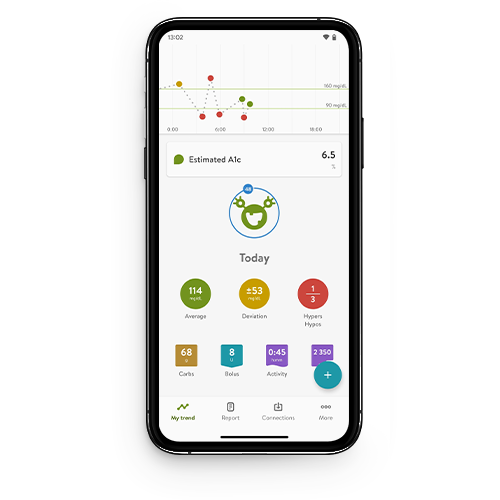 13:02
160 mg/dL
90 mg/dL
0:00 6:00 12:00 18:00
Estimated A1c 6.5
%
48
Today
114 ±53 1
mg/dL mg/dL 3
Average Deviation Hypers
Hypos
68 8 0:45 2 350
g U
Carbs Bolus Activity
+
My trend Report Connections More